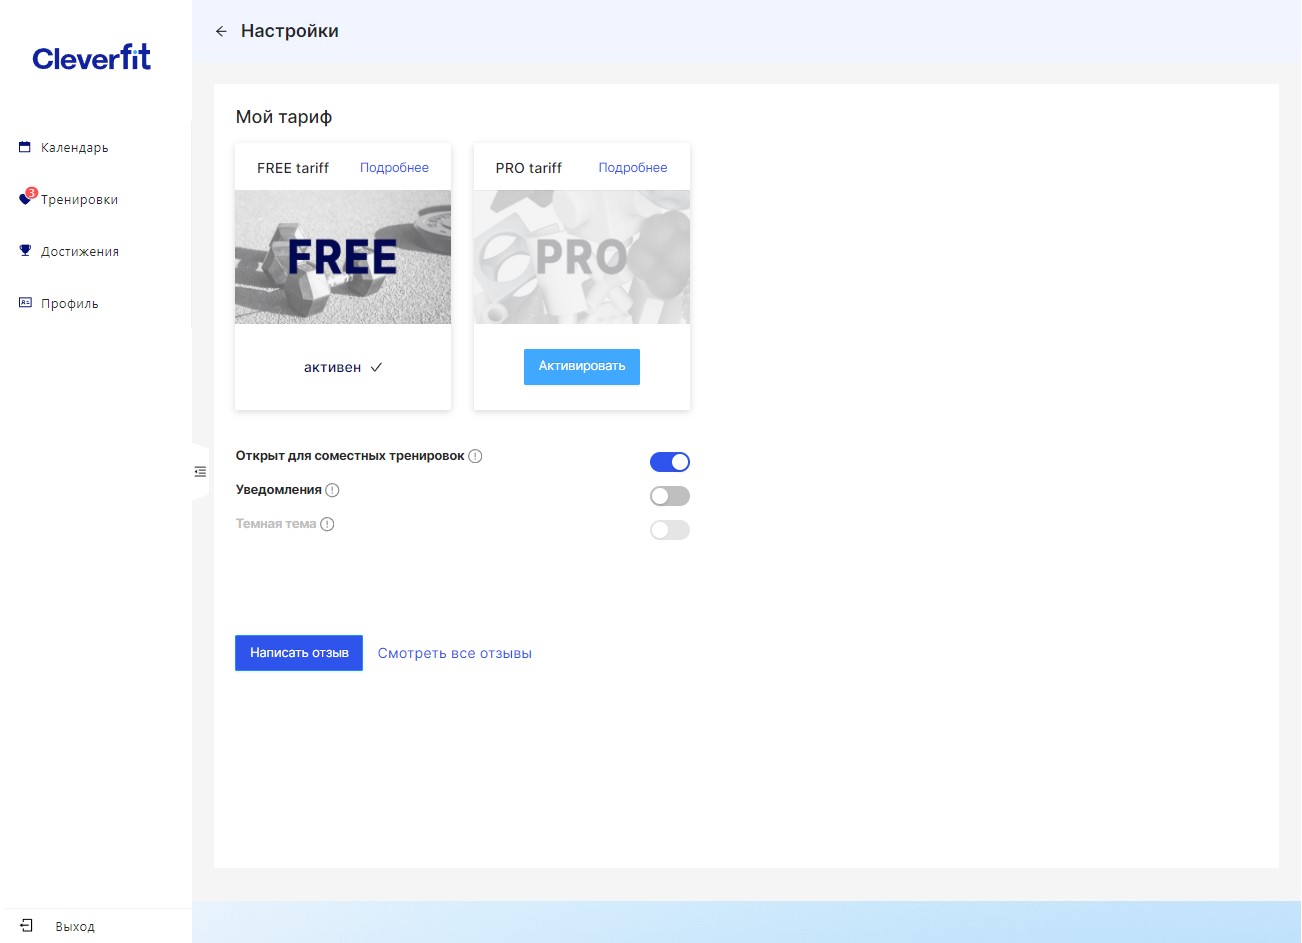 Cleverfit
Настройки
Календарь
3
Тренировки
Достижения
Профиль
Мой тариф
FREE tariff
Подробнее
FREE
активен
PRO tariff
Подробнее
PRO
Активировать
Открыт для соместных тренировок
Уведомления
Темная тема
Написать отзыв
Смотреть все отзывы
Выход